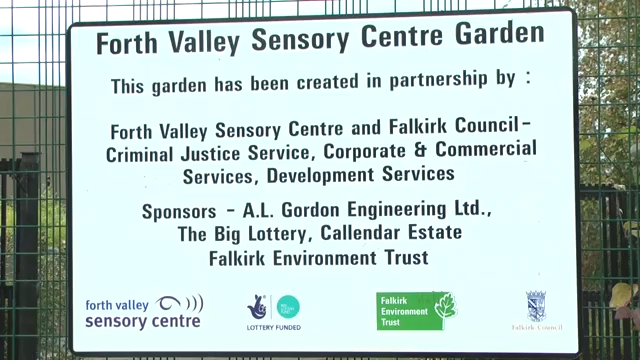 Forth Valley Sensory Centre Garden
This garden has been created in partnership by :
Forth Valley Sensory Centre and Falkirk Council-
Criminal Justice Service, Corporate & Commercial
Services, Development Services
Sponsors - A.L. Gordon Engineering Ltd.,
The Big Lottery, Callendar Estate
Falkirk Environment Trust
forth valley
sensory centre
LOTTERY FUNDED
Falkirk
Environment
Trust
Falkirk Council